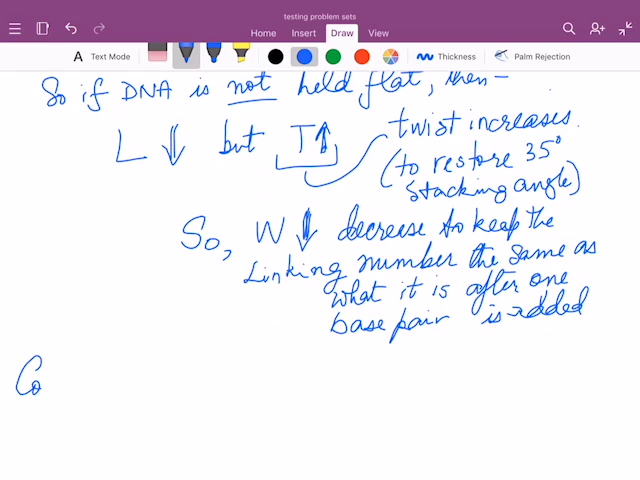 testing problem sets
Home Insert Draw View
Text Mode Thickness Palm Rejection
So if DNA is not held flat, then —
L ⇓ but T⇑ twist increases.
(to restore 35°
stacking angle)
So, W ⇓ decrease to keep the
Linking number the same as
what it is after one
base pair is added
Co